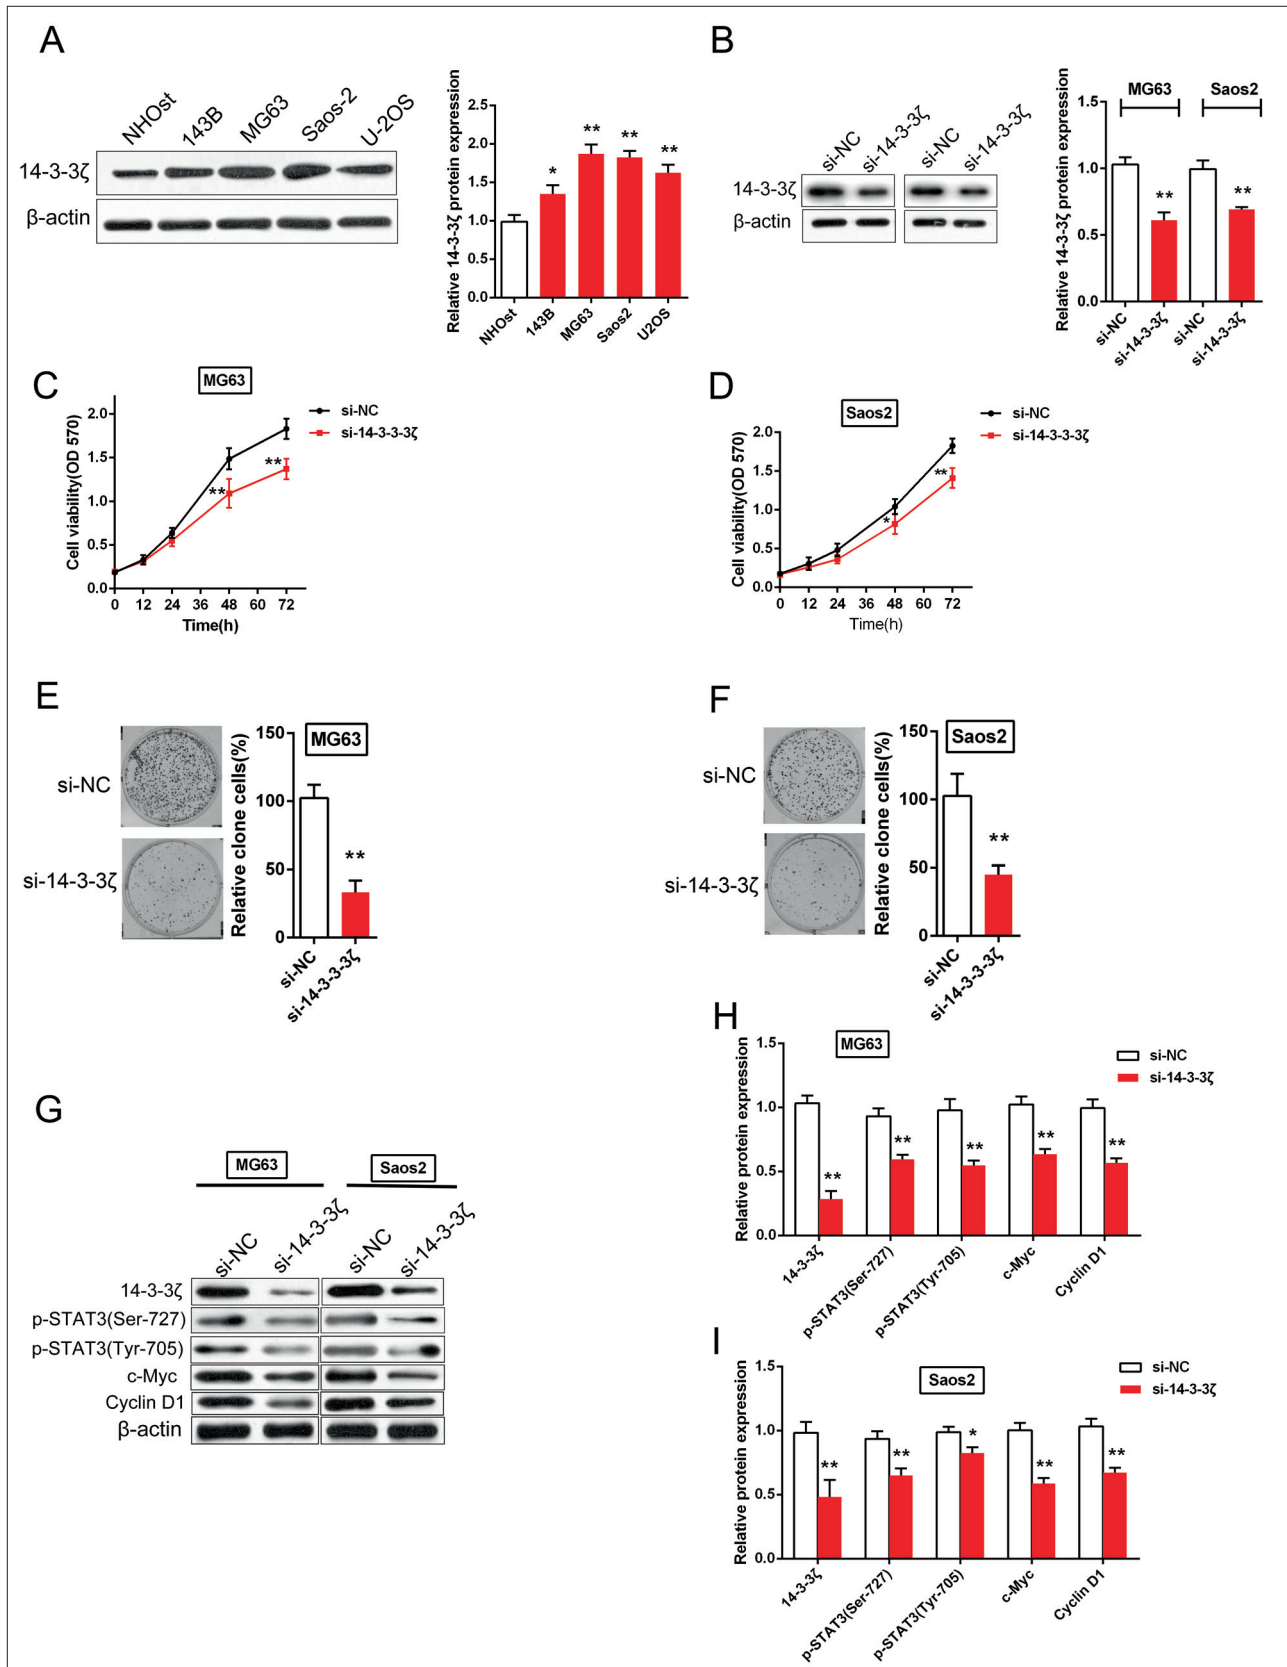 A
NHOst 143B MG63 Saos-2 U-2OS
14-3-3ζ
β-actin
Relative 14-3-3ζ protein expression
2.5
2.0
1.5
1.0
0.5
0.0
* ** ** **
NHOst 143B MG63 Saos2 U2OS
B
si-NC si-14-3-3ζ si-NC si-14-3-3ζ
14-3-3ζ
β-actin
MG63 Saos2
Relative 14-3-3ζ protein expression
1.5
1.0
0.5
0.0
** **
si-NC si-14-3-3ζ si-NC si-14-3-3ζ
C
MG63
Cell viability(OD 570)
2.0
1.5
1.0
0.5
0.0
** **
0 12 24 36 48 60 72
Time(h)
si-NC
si-14-3-3-3ζ
D
Saos2
Cell viability(OD 570)
2.0
1.5
1.0
0.5
0.0
* **
0 12 24 36 48 60 72
Time(h)
si-NC
si-14-3-3-3ζ
E
si-NC
si-14-3-3ζ
MG63
Relative clone cells(%)
150
100
50
0
**
si-NC si-14-3-3-3ζ
F
si-NC
si-14-3-3ζ
Saos2
Relative clone cells(%)
150
100
50
0
**
si-NC si-14-3-3-3ζ
G
MG63 Saos2
si-NC si-14-3-3ζ si-NC si-14-3-3ζ
14-3-3ζ
p-STAT3(Ser-727)
p-STAT3(Tyr-705)
c-Myc
Cyclin D1
β-actin
H
MG63
Relative protein expression
1.5
1.0
0.5
0.0
** ** ** ** **
14-3-3ζ p-STAT3(Ser-727) p-STAT3(Tyr-705) c-Myc Cyclin D1
si-NC
si-14-3-3ζ
I
Saos2
Relative protein expression
1.5
1.0
0.5
0.0
** ** * ** **
14-3-3ζ p-STAT3(Ser-727) p-STAT3(Tyr-705) c-Myc Cyclin D1
si-NC
si-14-3-3ζ